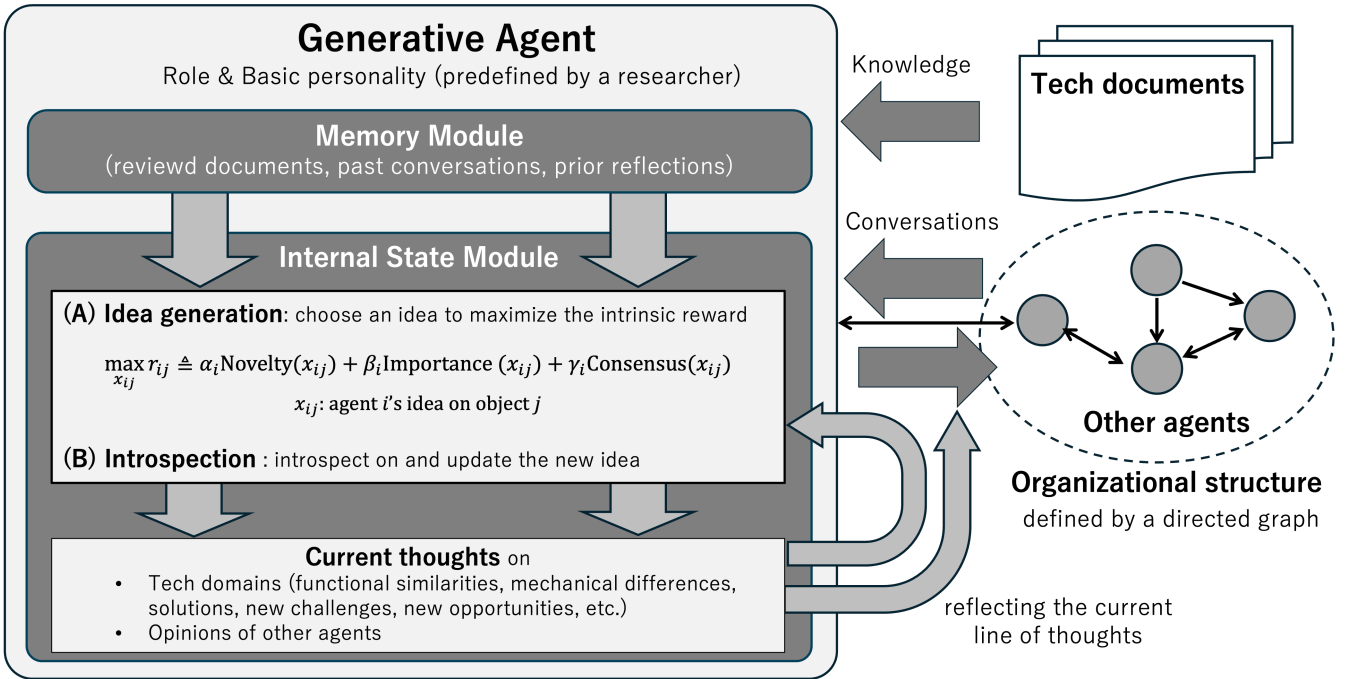 Generative Agent
Role & Basic personality (predefined by a researcher)
Memory Module
(reviewd documents, past conversations, prior reflections)
Internal State Module
(A) Idea generation: choose an idea to maximize the intrinsic reward
max r_ij ≜ α_i Novelty(x_ij) + β_i Importance (x_ij) + γ_i Consensus(x_ij)
x_ij
x_ij: agent i's idea on object j
(B) Introspection : introspect on and update the new idea
Current thoughts on
• Tech domains (functional similarities, mechanical differences,
solutions, new challenges, new opportunities, etc.)
• Opinions of other agents
Knowledge
Tech documents
Conversations
Other agents
Organizational structure
defined by a directed graph
reflecting the current
line of thoughts